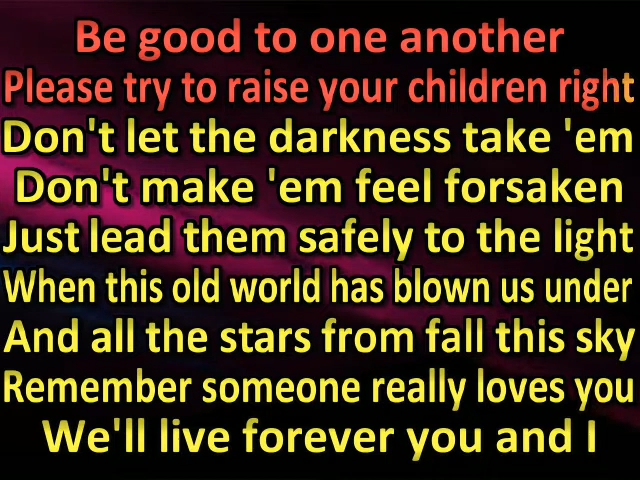 Be good to one another
Please try to raise your children right
Don't let the darkness take 'em
Don't make 'em feel forsaken
Just lead them safely to the light
When this old world has blown us under
And all the stars from fall this sky
Remember someone really loves you
We'll live forever you and I